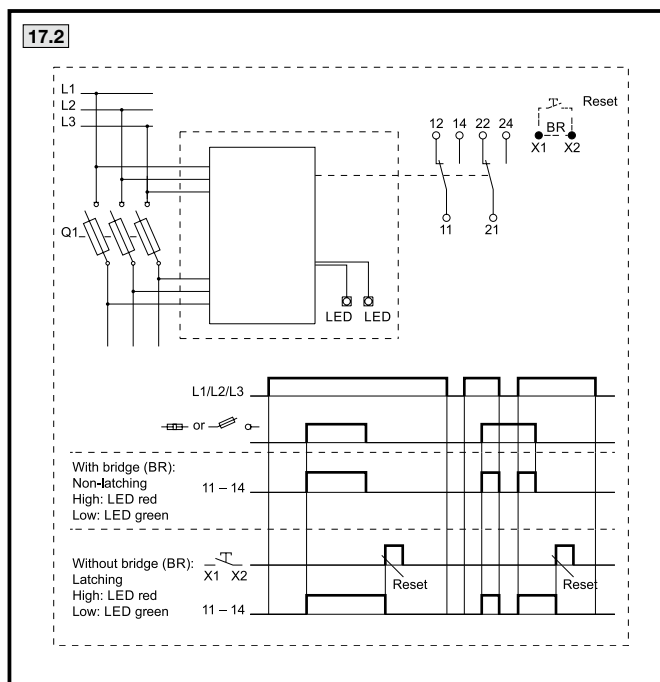 17.2
L1
L2
L3
Q1
12 14 22 24
Reset
BR
X1 X2
11 21
LED LED
L1/L2/L3
or
With bridge (BR):
Non-latching
High: LED red
Low: LED green
11 – 14
Without bridge (BR):
Latching
High: LED red
Low: LED green
X1 X2
Reset Reset
11 – 14